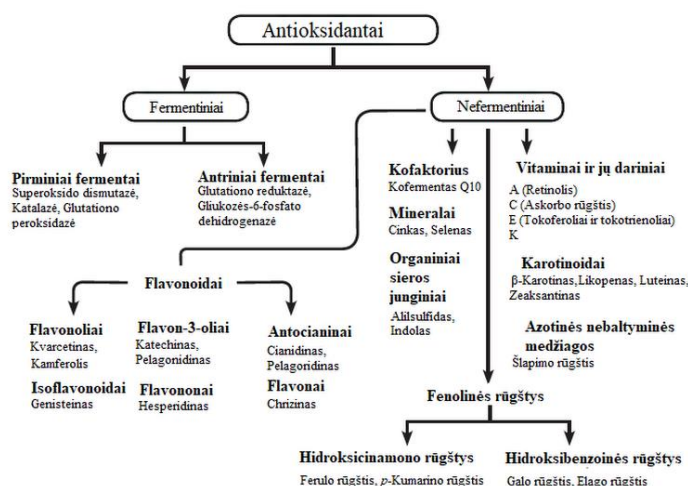 Antioksidantai
Fermentiniai
Nefermentiniai
Pirminiai fermentai
Superoksido dismutazė,
Katalazė, Glutationo
peroksidazė
Antriniai fermentai
Glutationo reduktazė,
Gliukozės-6-fosfato
dehidrogenazė
Kofaktorius
Kofermentas Q10
Mineralai
Cinkas, Selenas
Organiniai
sieros
junginiai
Alilsulfidas,
Indolas
Vitaminai ir jų dariniai
A (Retinolis)
C (Askorbo rūgštis)
E (Tokoferoliai ir tokotrienoliai)
K
Karotinoidai
β-Karotinas,Likopenas, Luteinas,
Zeaksantinas
Azotinės nebaltyminės
medžiagos
Šlapimo rūgštis
Flavonoidai
Flavonoliai
Kvarcetinas,
Kamferolis
Isoflavonoidai
Genisteinas
Flavon-3-oliai
Katechinas,
Pelagonidinas
Flavononai
Hesperidinas
Antocianinai
Cianidinas,
Pelagoridinas
Flavonai
Chrizinas
Fenolinės rūgštys
Hidroksicinamono rūgštys
Ferulo rūgštis, p-Kumarino rūgštis
Hidroksibenzoinės rūgštys
Galo rūgštis, Elago rūgštis